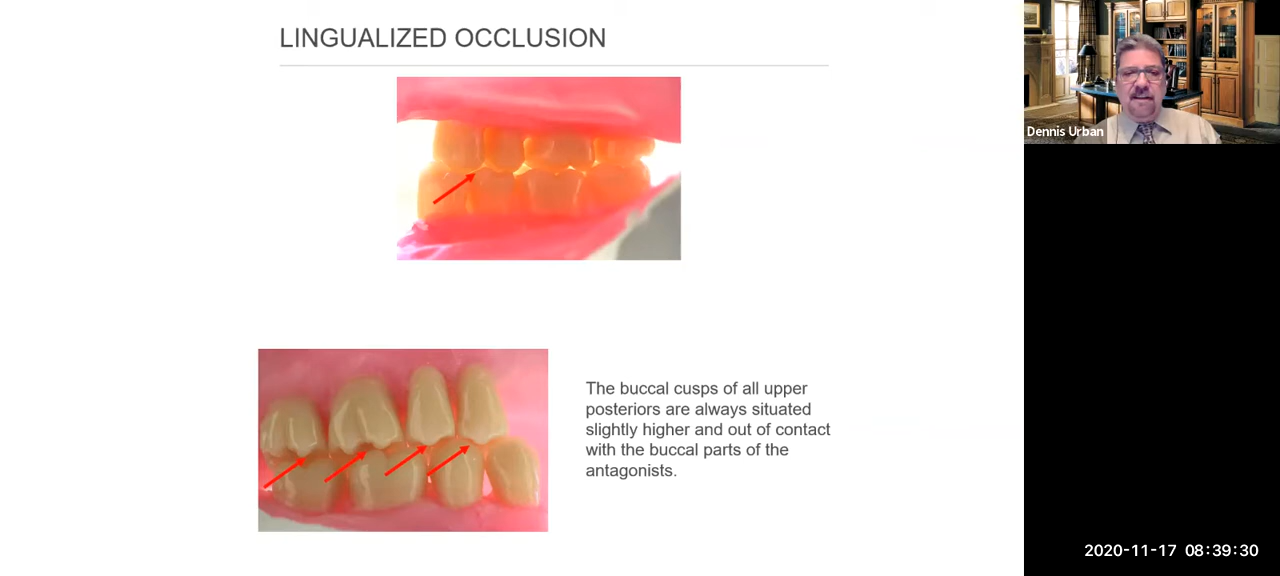 LINGUALIZED OCCLUSION
Dennis Urban
The buccal cusps of all upper
posteriors are always situated
slightly higher and out of contact
with the buccal parts of the
antagonists.
2020-11-17 08:39:30